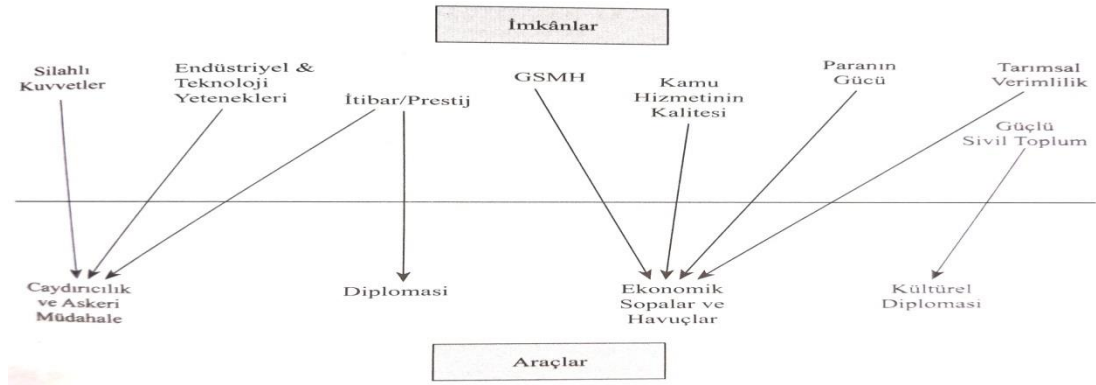 İmkânlar
Silahlı
Kuvvetler
Endüstriyel &
Teknoloji
Yetenekleri
İtibar/Prestij
GSMH
Kamu
Hizmetinin
Kalitesi
Paranın
Gücü
Tarımsal
Verimlilik
Güçlü
Sivil Toplum
Caydırıcılık
ve Askeri
Müdahale
Diplomasi
Ekonomik
Sopalar ve
Havuçlar
Kültürel
Diplomasi
Araçlar